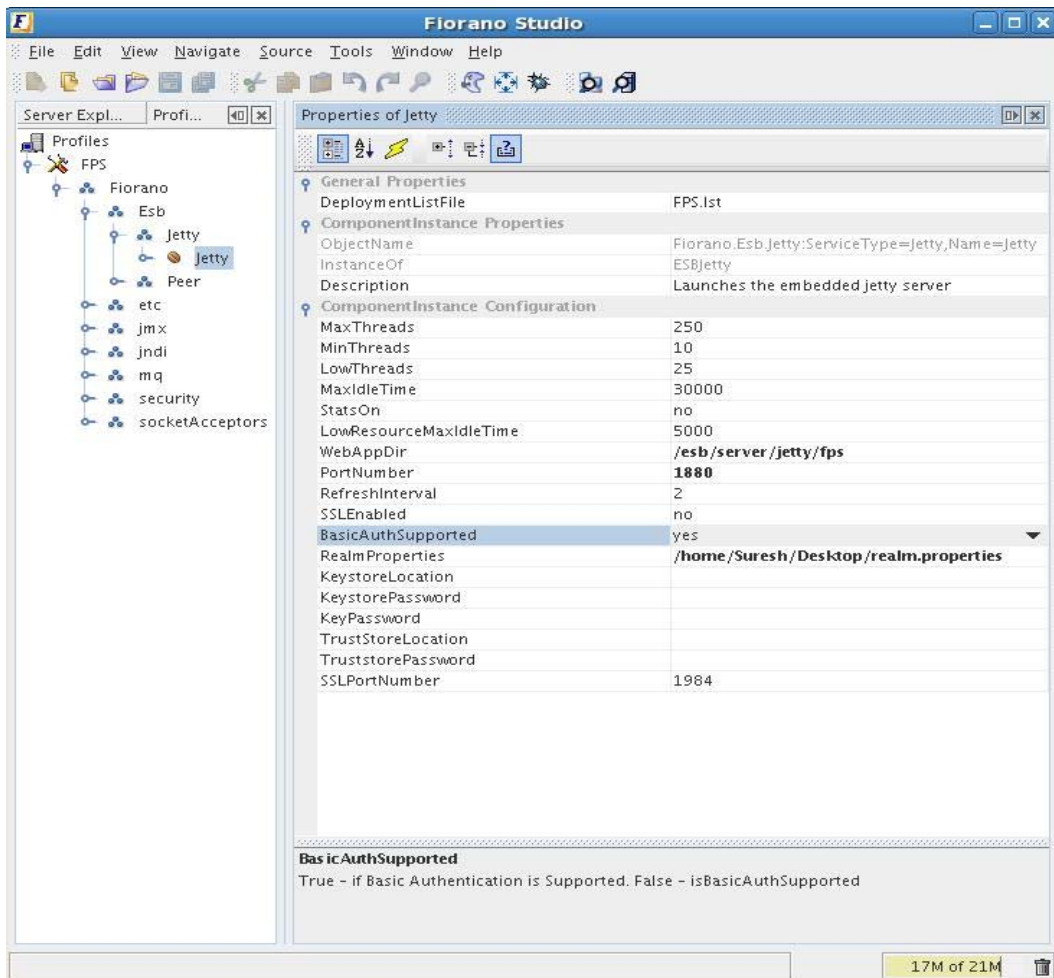 Fiorano Studio
File Edit View Navigate Source Tools Window Help
Server Expl... Profi...
Profiles
FPS
Fiorano
Esb
Jetty
Jetty
Peer
etc
jmx
jndi
mq
security
socketAcceptors
Properties of Jetty
General Properties
DeploymentListFile FPS.lst
ComponentInstance Properties
ObjectName Fiorano.Esb.Jetty:ServiceType=Jetty,Name=Jetty
InstanceOf ESBJetty
Description Launches the embedded jetty server
ComponentInstance Configuration
MaxThreads 250
MinThreads 10
LowThreads 25
MaxIdleTime 30000
StatsOn no
LowResourceMaxIdleTime 5000
WebAppDir /esb/server/jetty/fps
PortNumber 1880
RefreshInterval 2
SSLEnabled no
BasicAuthSupported yes
RealmProperties /home/Suresh/Desktop/realm.properties
KeystoreLocation
KeystorePassword
KeyPassword
TrustStoreLocation
TruststorePassword
SSLPortNumber 1984
BasicAuthSupported
True - if Basic Authentication is Supported. False - isBasicAuthSupported
17M of 21M